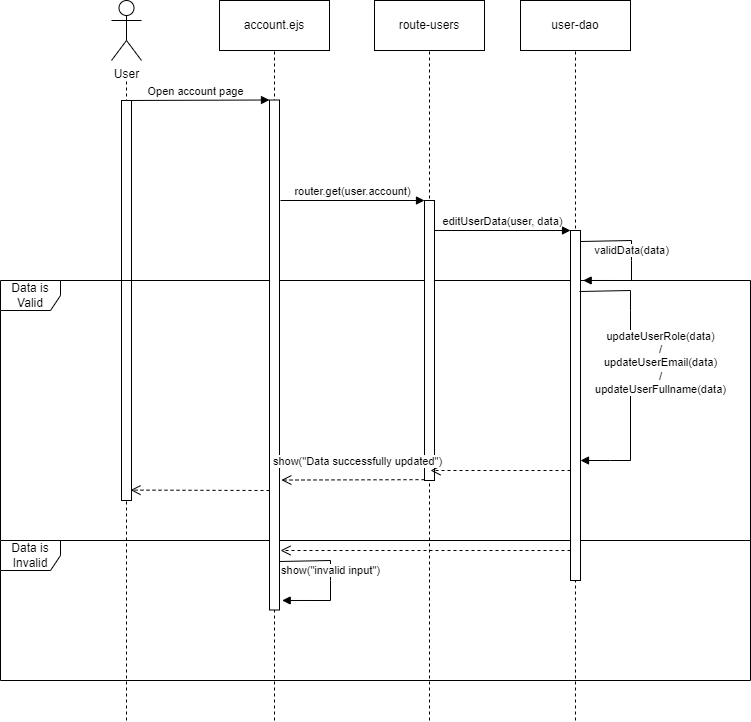 account.ejs
route-users
user-dao
User
Open account page
router.get(user.account)
editUserData(user, data)
validData(data)
Data is
Valid
updateUserRole(data)
/
updateUserEmail(data)
/
updateUserFullname(data)
show("Data successfully updated")
Data is
Invalid
show("invalid input")